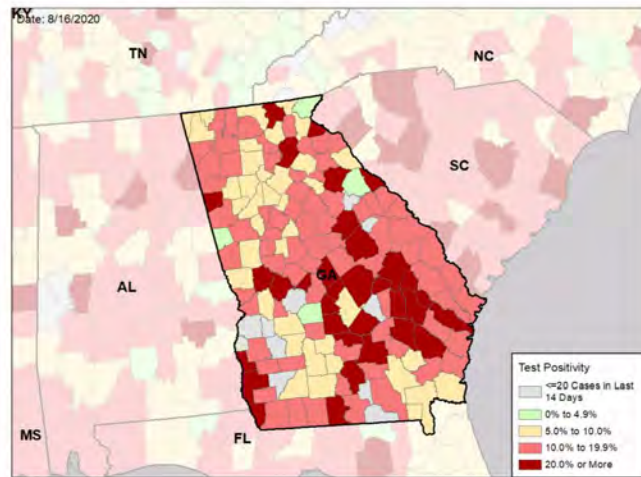 KY
Date: 8/16/2020
TN
NC
SC
AL
GA
MS
FL
Test Positivity
<=20 Cases in Last
14 Days
0% to 4.9%
5.0% to 10.0%
10.0% to 19.9%
20.0% or More